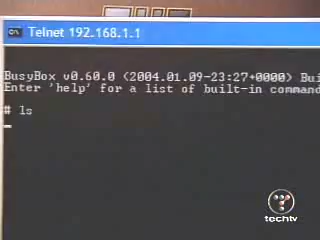 Telnet 192.168.1.1
BusyBox v0.60.0 (2004.01.09-23:27+0000) Bui
Enter 'help' for a list of built-in command
# ls
techtv